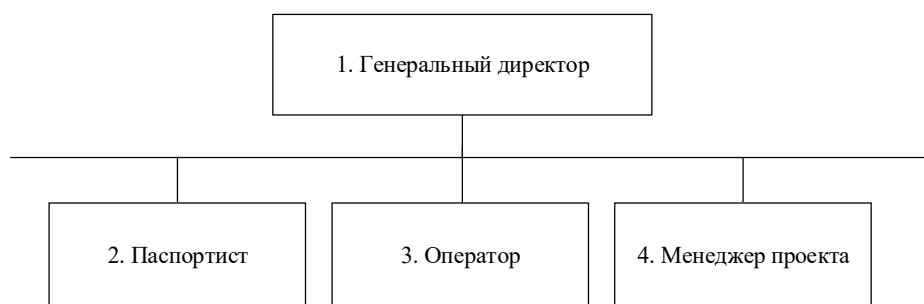 1. Генеральный директор
2. Паспортист
3. Оператор
4. Менеджер проекта